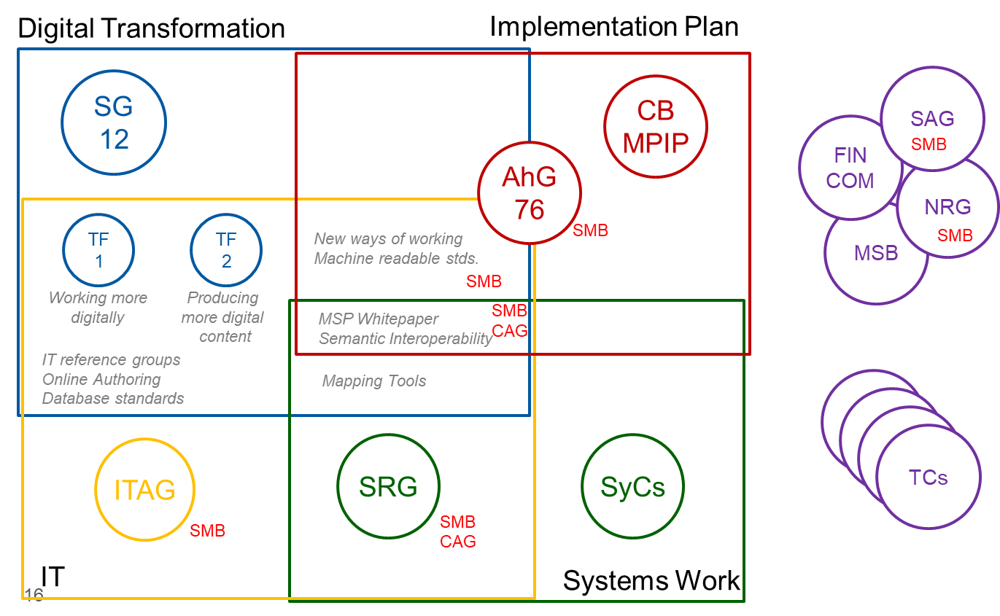 Digital Transformation
Implementation Plan
SG
12
CB
MPIP
AhG
76
SMB
TF
1
TF
2
Working more
digitally
Producing
more digital
content
New ways of working
Machine readable stds.
SMB
SMB
CAG
MSP Whitepaper
Semantic Interoperability
IT reference groups
Online Authoring
Database standards
Mapping Tools
ITAG
SMB
SRG
SMB
CAG
SyCs
IT
16
Systems Work
SAG
SMB
FIN
COM
NRG
SMB
MSB
TCs